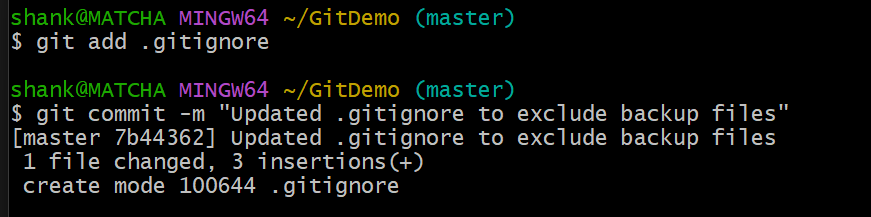 shank@MATCHA MINGW64 ~/GitDemo (master)
$ git add .gitignore
shank@MATCHA MINGW64 ~/GitDemo (master)
$ git commit -m "Updated .gitignore to exclude backup files"
[master 7b44362] Updated .gitignore to exclude backup files
 1 file changed, 3 insertions(+)
 create mode 100644 .gitignore